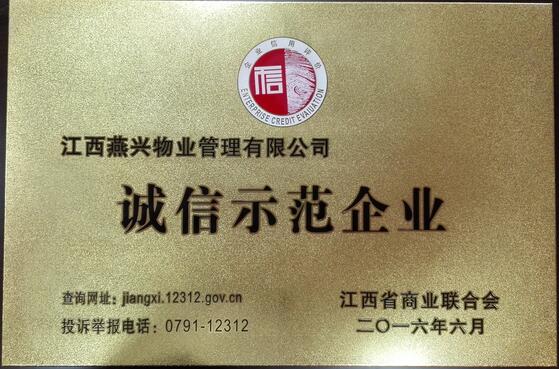 企业信用评价
信
ENTERPRISE CREDIT EVAIUATION
江西燕兴物业管理有限公司
诚信示范企业
查询网址：jiangxi.12312.gov.cn
投诉举报电话：0791-12312
江西省商业联合会
二〇一六年六月